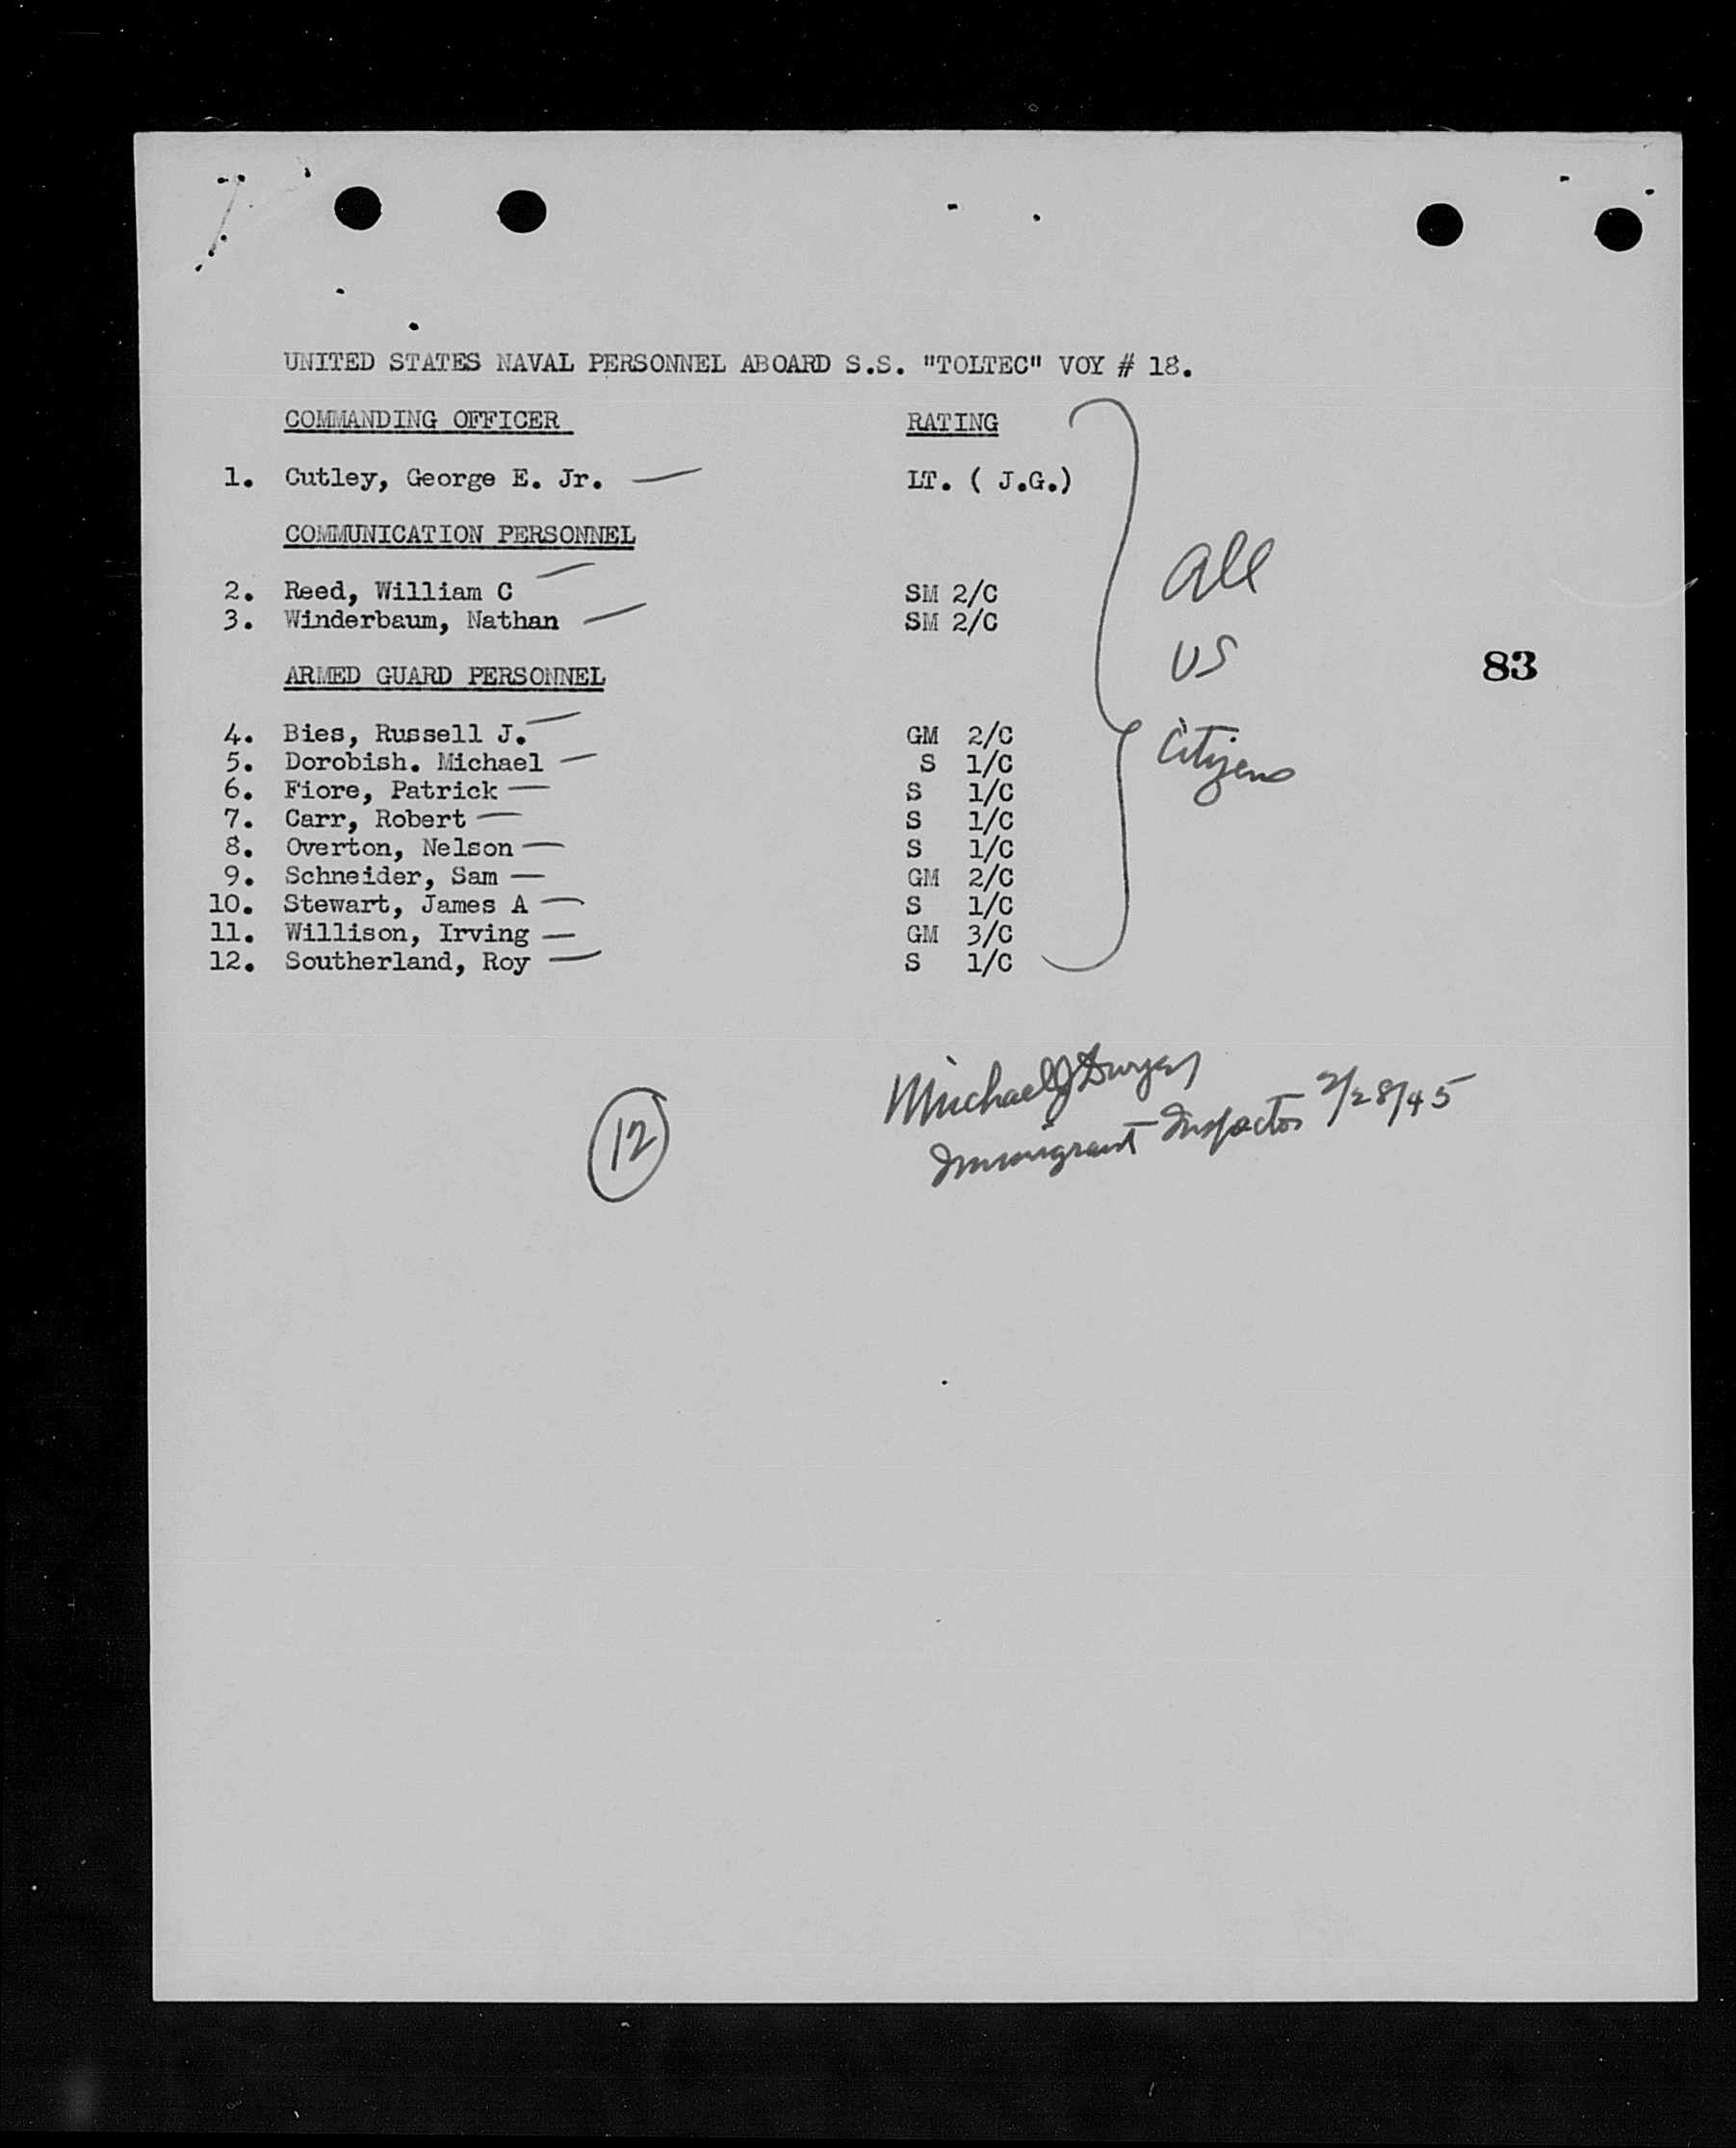 UNITED STATES NAVAL PERSONNEL ABOARD S.S. "TOLTEC" VOY # 18.
COMMANDING OFFICER RATING
1. Cutley, George E. Jr. — LT. ( J.G.)
COMMUNICATION PERSONNEL
2. Reed, William C — SM 2/C
3. Winderbaum, Nathan — SM 2/C
ARMED GUARD PERSONNEL
4. Bies, Russell J. — GM 2/C
5. Dorobish. Michael — S 1/C
6. Fiore, Patrick — S 1/C
7. Carr, Robert — S 1/C
8. Overton, Nelson — S 1/C
9. Schneider, Sam — GM 2/C
10. Stewart, James A — S 1/C
11. Willison, Irving — GM 3/C
12. Southerland, Roy — S 1/C
all
US
Citizens
83
12
Michael J
Immigrant Inspector 2/28/45